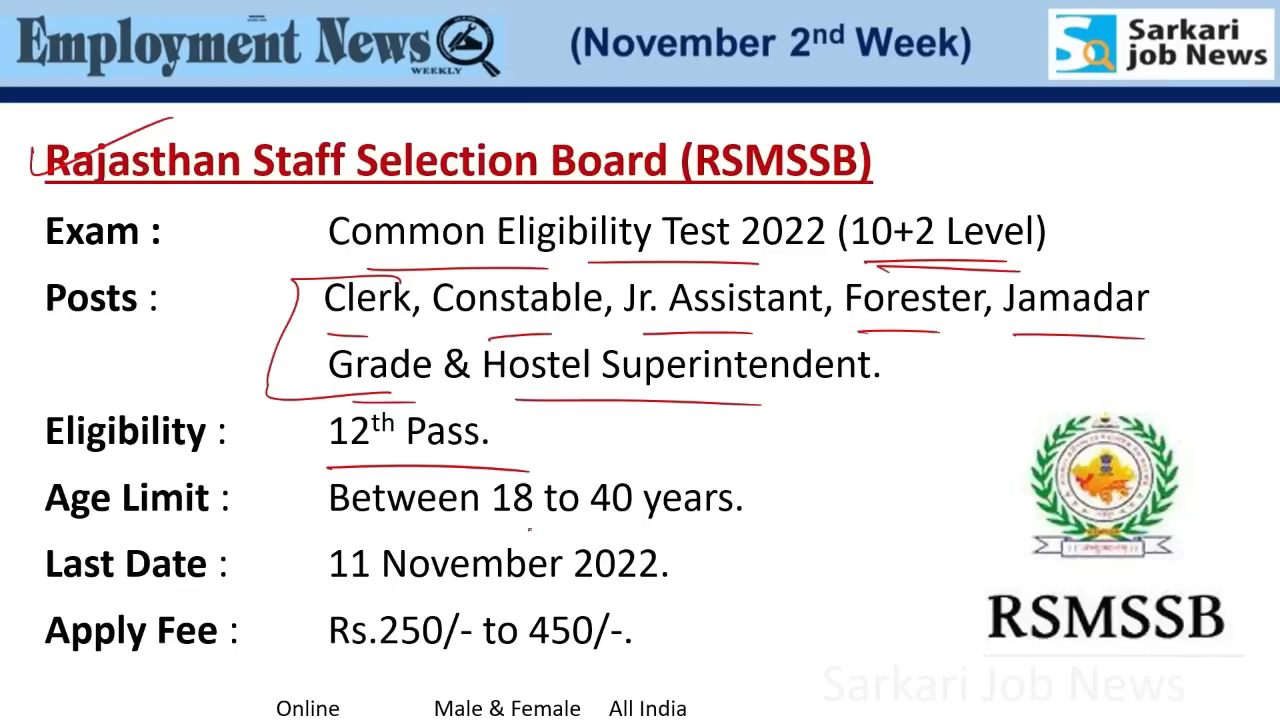 Employment News
WEEKLY
(November 2nd Week)
Sarkari
job News
Rajasthan Staff Selection Board (RSMSSB)
Exam : Common Eligibility Test 2022 (10+2 Level)
Posts : Clerk, Constable, Jr. Assistant, Forester, Jamadar
Grade & Hostel Superintendent.
Eligibility : 12th Pass.
Age Limit : Between 18 to 40 years.
Last Date : 11 November 2022.
Apply Fee : Rs.250/- to 450/-.
RSMSSB
Sarkari Job News
Online Male & Female All India